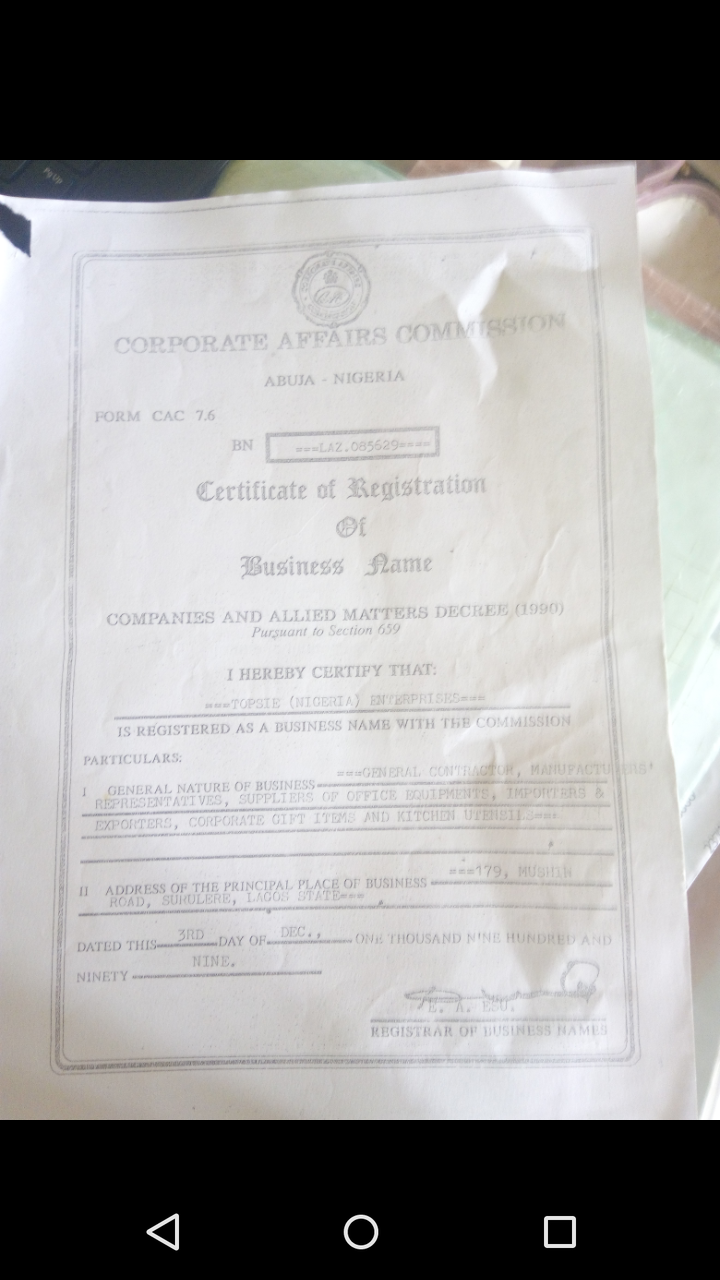 Pg Up
CORPORATE AFFAIRS COMMISSION
ABUJA - NIGERIA
FORM CAC 7.6
BN ===LAZ.085629====
Certificate of Registration
Of
Business Name
COMPANIES AND ALLIED MATTERS DECREE (1990)
Pursuant to Section 659
I HEREBY CERTIFY THAT:
===TOPSIE (NIGERIA) ENTERPRISES===
IS REGISTERED AS A BUSINESS NAME WITH THE COMMISSION
PARTICULARS:
I GENERAL NATURE OF BUSINESS ===GENERAL CONTRACTOR, MANUFACTURERS'
REPRESENTATIVES, SUPPLIERS OF OFFICE EQUIPMENTS, IMPORTERS &
EXPORTERS, CORPORATE GIFT ITEMS AND KITCHEN UTENSILS===
II ADDRESS OF THE PRINCIPAL PLACE OF BUSINESS ===179, MUSHIN
ROAD, SURULERE, LAGOS STATE===
DATED THIS 3RD DAY OF DEC., ONE THOUSAND NINE HUNDRED AND
NINETY NINE.
E. A. ESU.
REGISTRAR OF BUSINESS NAMES